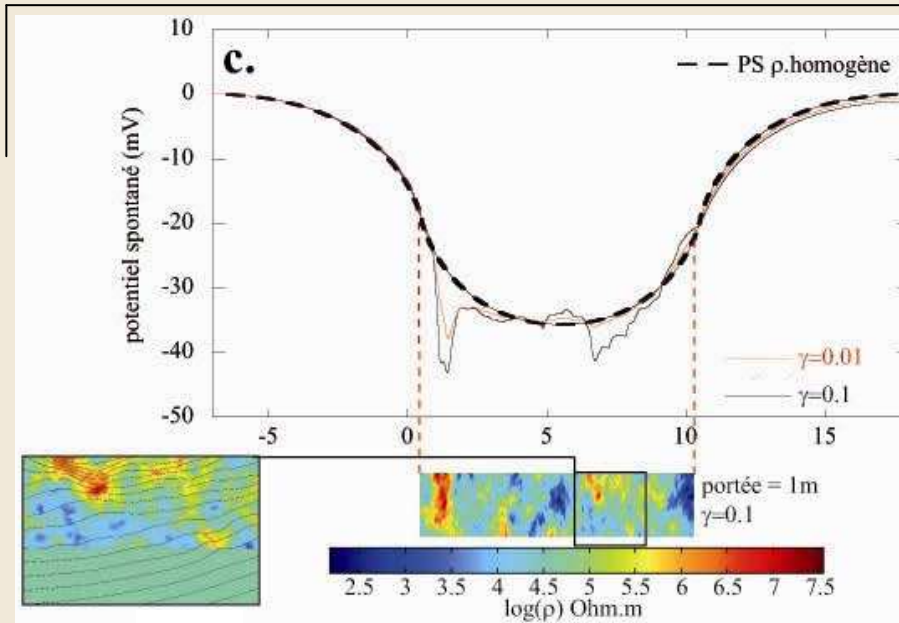 c.
PS ρ.homogène
potentiel spontané (mV)
10
0
-10
-20
-30
-40
-50
γ=0.01
γ=0.1
-5 0 5 10 15
portée = 1m
γ=0.1
2.5 3 3.5 4 4.5 5 5.5 6 6.5 7 7.5
log(ρ) Ohm.m